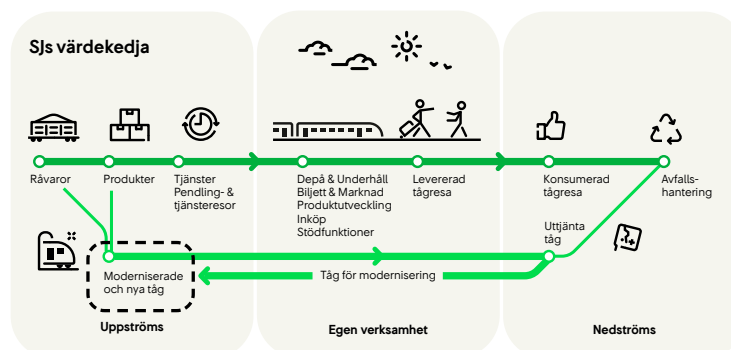 SJs värdekedja
Råvaror
Produkter
Tjänster
Pendling- &
tjänsteresor
Depå & Underhåll
Biljett & Marknad
Produktutveckling
Inköp
Stödfunktioner
Levererad
tågresa
Konsumerad
tågresa
Avfalls-
hantering
Uttjänta
tåg
Moderniserade
och nya tåg
Tåg för modernisering
Uppströms
Egen verksamhet
Nedströms